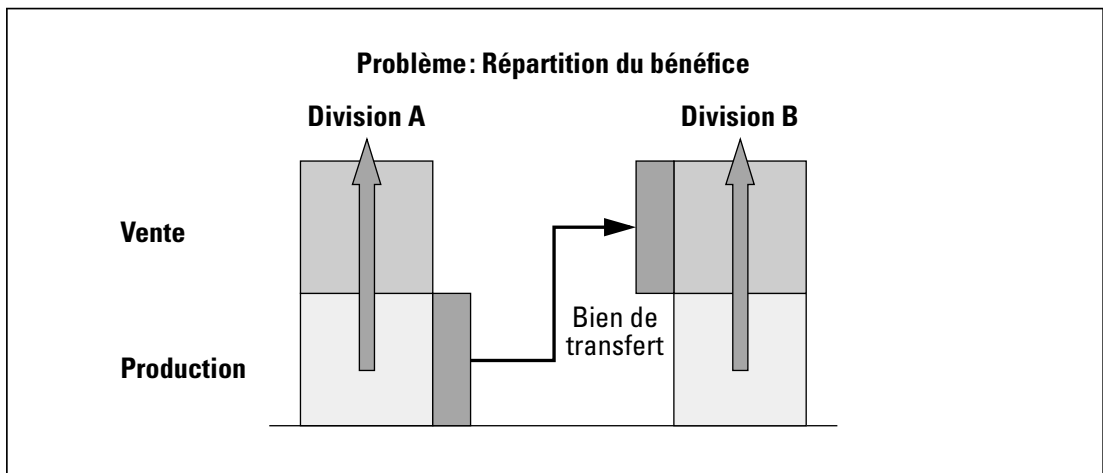 Problème: Répartition du bénéfice
Division A
Division B
Vente
Bien de
transfert
Production